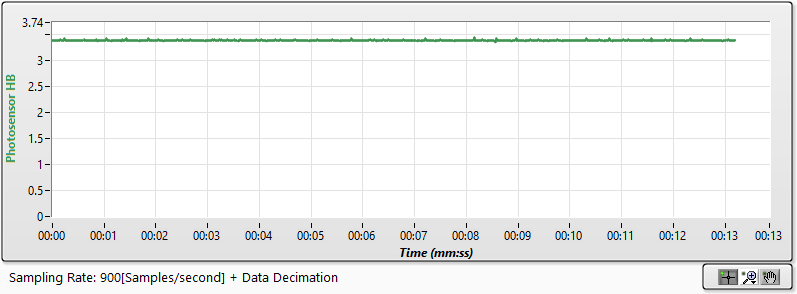 3.74
3
2.5
2
1.5
1
0.5
0
Photosensor HB
00:00 00:01 00:02 00:03 00:04 00:05 00:06 00:07 00:08 00:09 00:10 00:11 00:12 00:13 00:13
Time (mm:ss)
Sampling Rate: 900[Samples/second] + Data Decimation